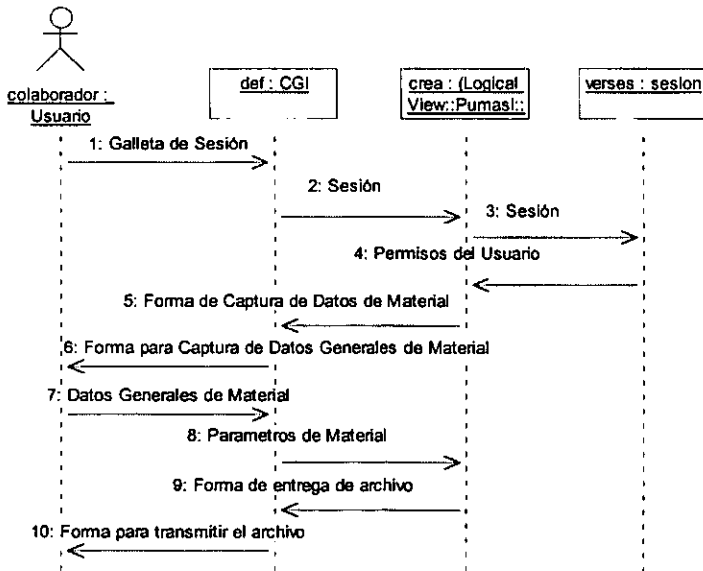 colaborador :
Usuario
def : CGI
crea : (Logical
View::Pumasl::
verses : sesion
1: Galleta de Sesión
2: Sesión
3: Sesión
4: Permisos del Usuario
5: Forma de Captura de Datos de Material
6: Forma para Captura de Datos Generales de Material
7: Datos Generales de Material
8: Parametros de Material
9: Forma de entrega de archivo
10: Forma para transmitir el archivo